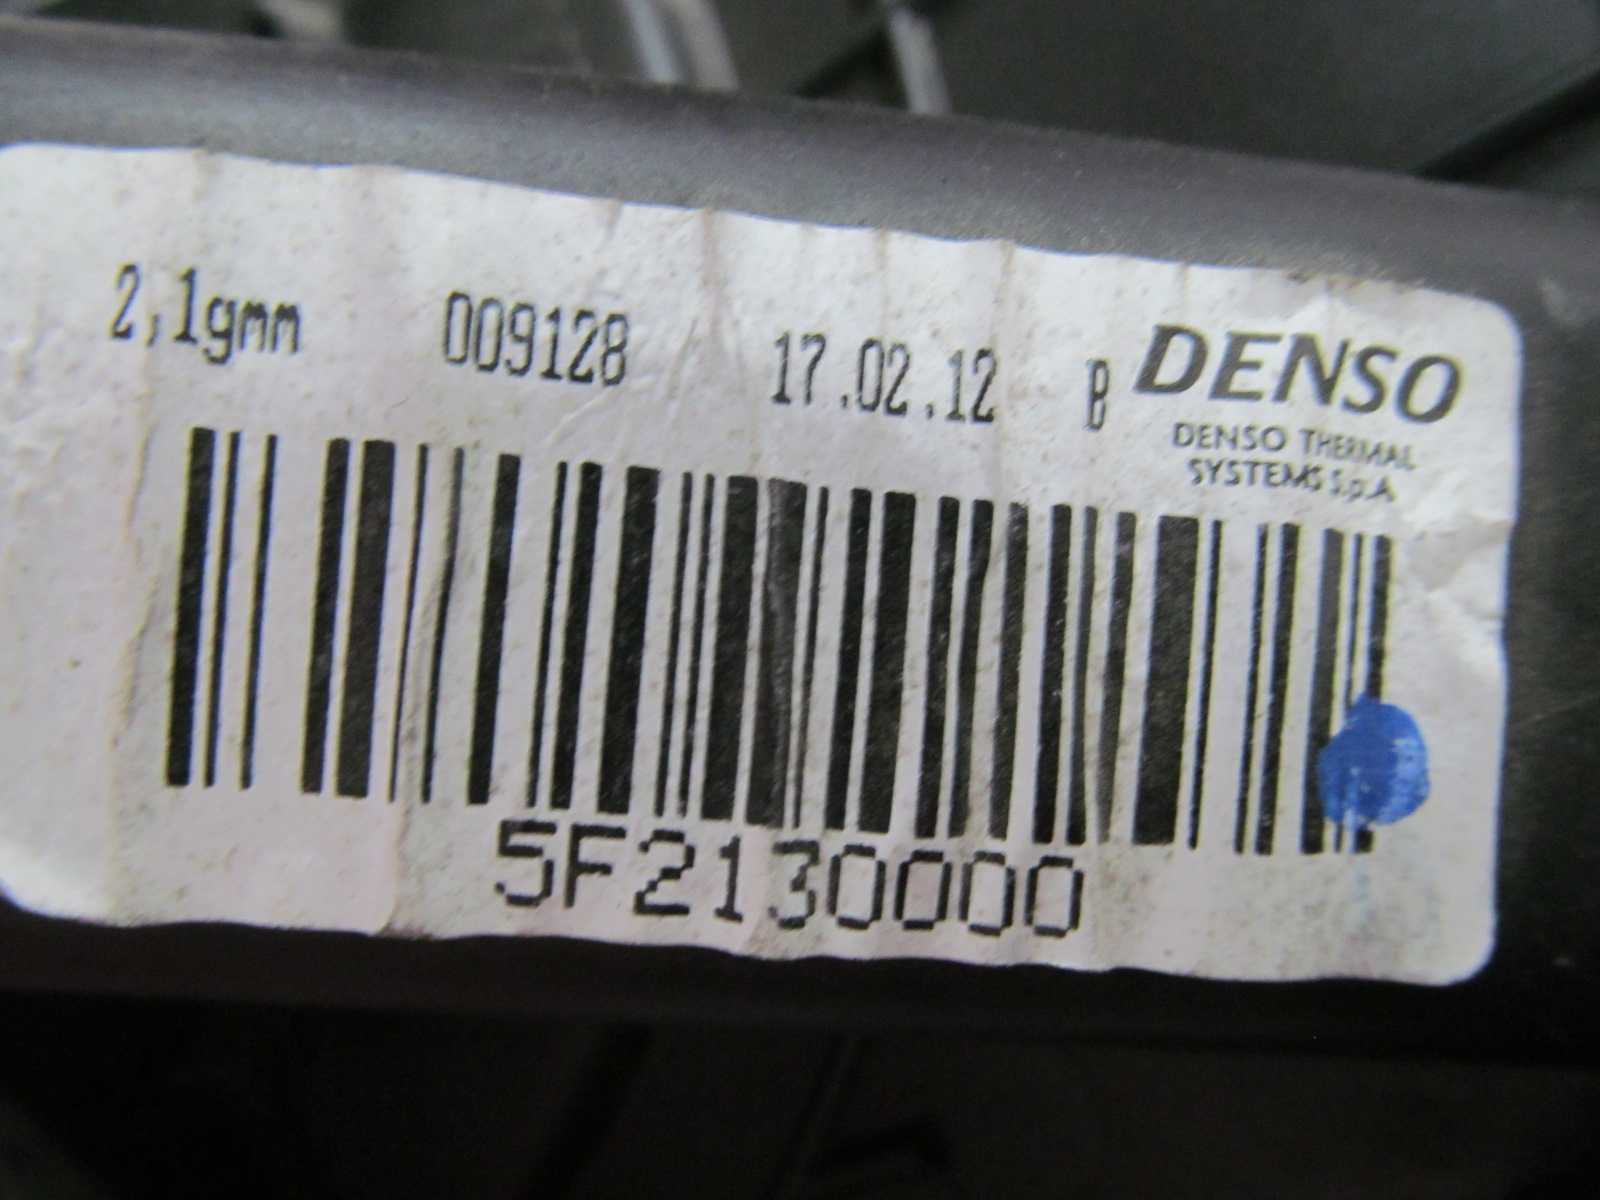 2,1gmm 009128 17.02.12 B DENSO
DENSO THERMAL
SYSTEMS S.p.A
5F2130000